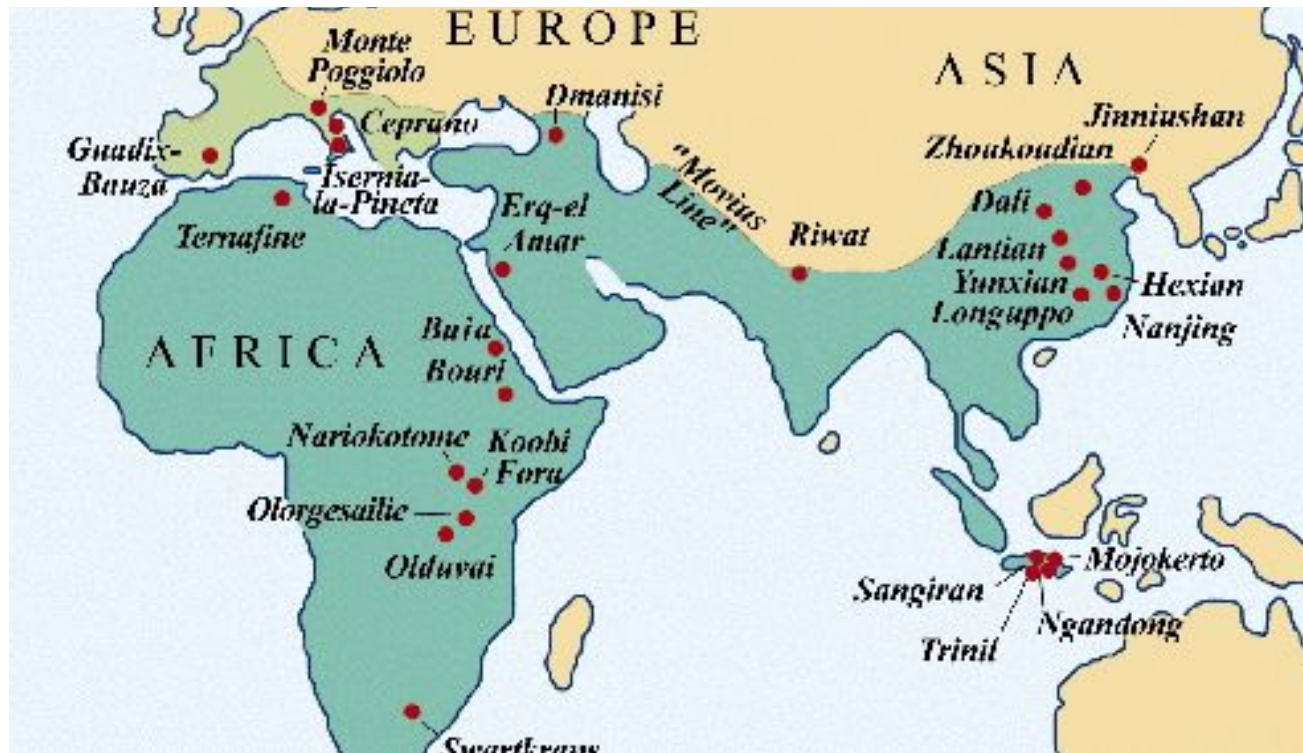 EUROPE
ASIA
Monte
Poggiolo
Dmanisi
Jinniushan
Ceprano
Zhoukoudian
Guadix-
Bauza
Isernia-
la-Pineta
"Movius
Line"
Dali
Ternafine
Erq-el
Amar
Riwat
Lantian
Yunxian
Hexian
Longuppo
Nanjing
AFRICA
Buia
Bouri
Nariokotome
Koobi
Fora
Olorgesailie
Olduvai
Mojokerto
Sangiran
Ngandong
Trinil
Swartkrans